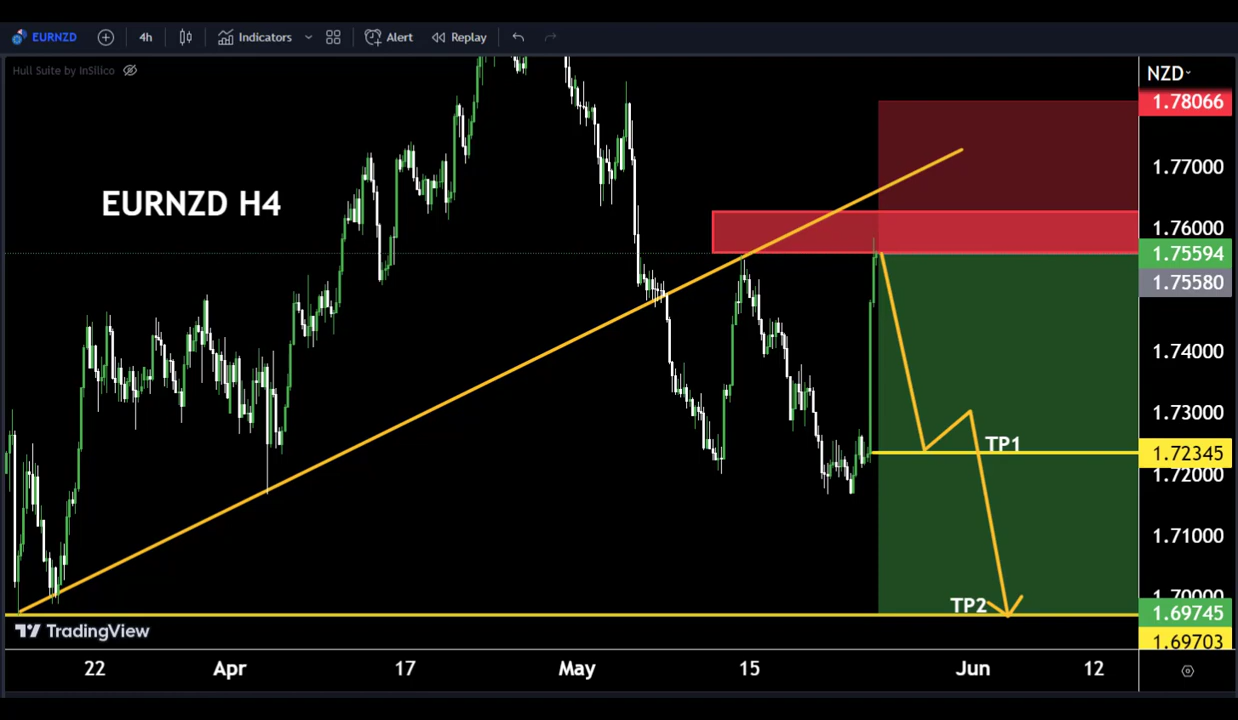 EURNZD 4h Indicators Alert Replay
Hull Suite by InSilico
NZD
1.78066
1.77000
EURNZD H4
1.76000
1.75594
1.75580
1.74000
1.73000
TP1
1.72345
1.72000
1.71000
1.70000
TP2
1.69745
TradingView
1.69703
22 Apr 17 May 15 Jun 12